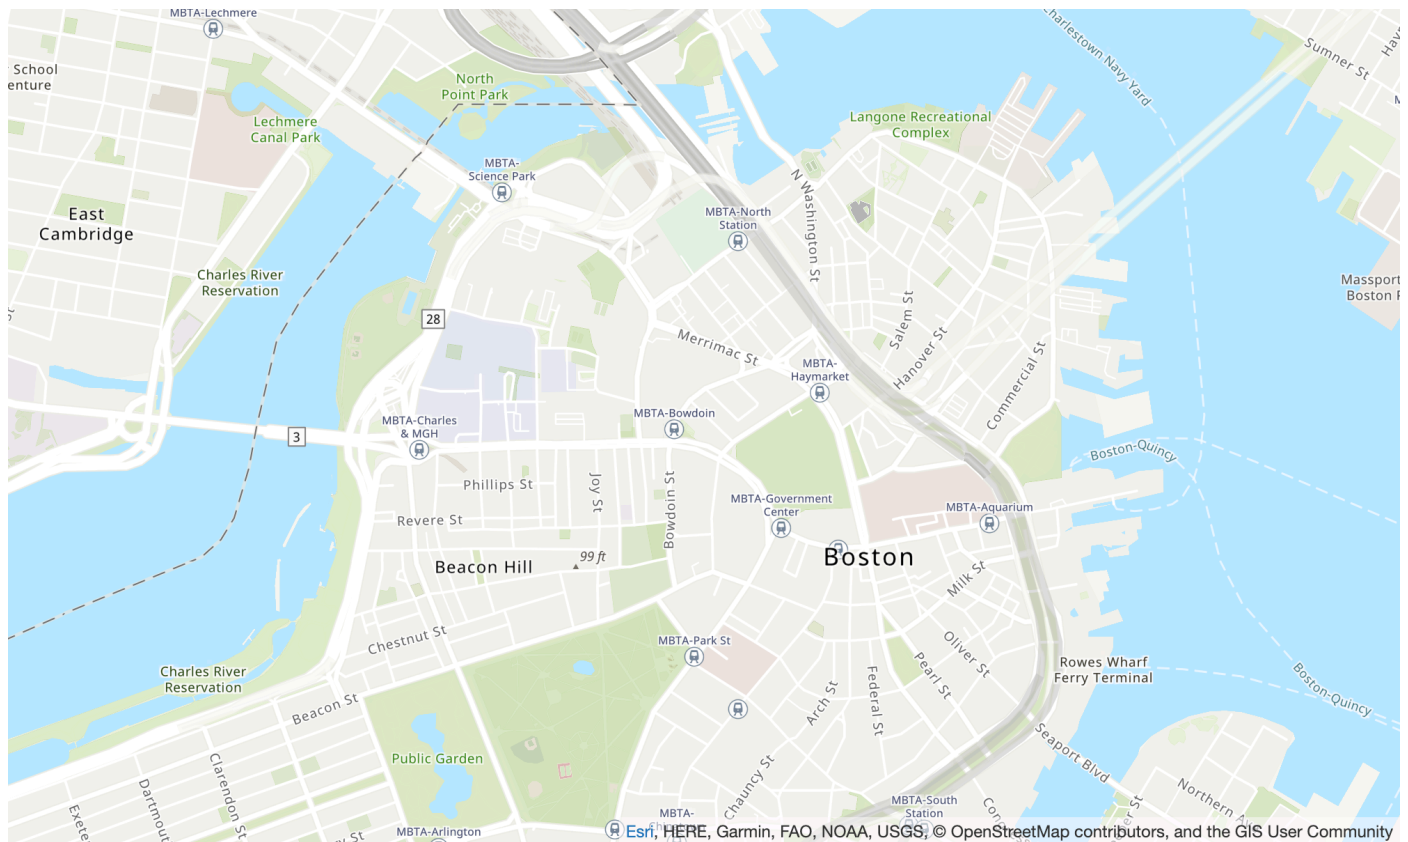 MBTA-Lechmere
School
enture
North
Point Park
Lechmere
Canal Park
Charlestown Navy Yard
Sumner St
Langone Recreational
Complex
MBTA-
Science Park
N Washington St
MBTA-North
Station
East
Cambridge
Charles River
Reservation
Massport
Boston
28
Merrimac St
Salem St
Hanover St
Commercial St
MBTA-
Haymarket
MBTA-Bowdoin
MBTA-Charles
& MGH
3
Boston-Quincy
Phillips St
Joy St
Bowdoin St
MBTA-Government
Center
MBTA-Aquarium
Revere St
99 ft
Beacon Hill
Boston
Milk St
Chestnut St
MBTA-Park St
Oliver St
Pearl St
Rowes Wharf
Ferry Terminal
Charles River
Reservation
Boston-Quincy
Beacon St
Arch St
Federal St
Seaport Blvd
Public Garden
Clarendon St
Dartmout
Exete
Chauncy St
Northern Av
MBTA-South
Station
MBTA-
MBTA-Arlington
Esri, HERE, Garmin, FAO, NOAA, USGS, © OpenStreetMap contributors, and the GIS User Community